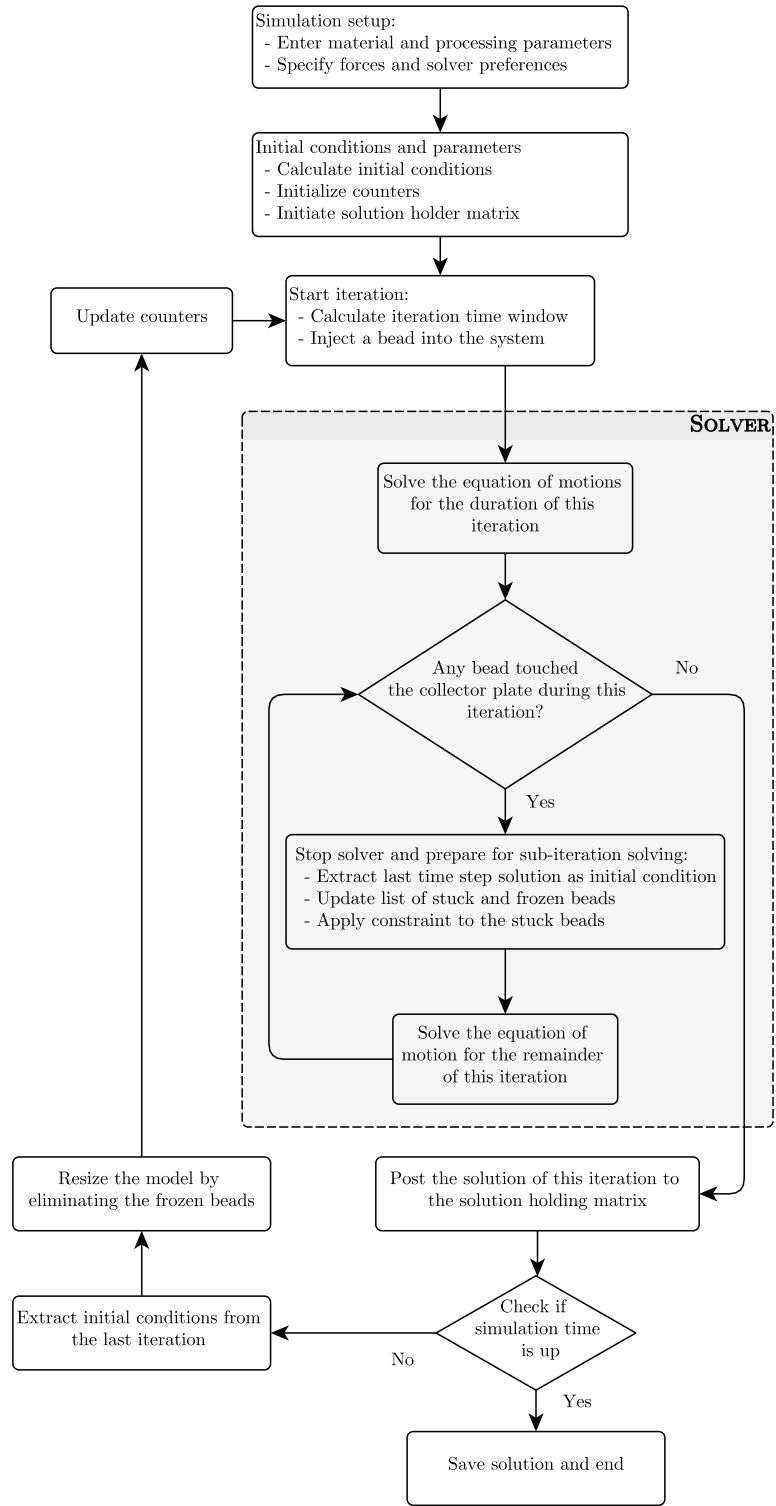 Simulation setup:
- Enter material and processing parameters
- Specify forces and solver preferences
Initial conditions and parameters
- Calculate initial conditions
- Initialize counters
- Initiate solution holder matrix
Update counters
Start iteration:
- Calculate iteration time window
- Inject a bead into the system
SOLVER
Solve the equation of motions
for the duration of this
iteration
Any bead touched
the collector plate during this
iteration?
No
Yes
Stop solver and prepare for sub-iteration solving:
- Extract last time step solution as initial condition
- Update list of stuck and frozen beads
- Apply constraint to the stuck beads
Solve the equation of
motion for the remainder
of this iteration
Resize the model by
eliminating the frozen beads
Post the solution of this iteration to
the solution holding matrix
Extract initial conditions from
the last iteration
Check if
simulation time
is up
No
Yes
Save solution and end